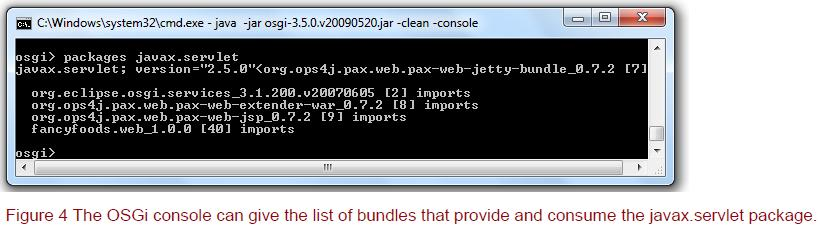 C:\Windows\system32\cmd.exe - java -jar osgi-3.5.0.v20090520.jar -clean -console
osgi> packages javax.servlet
javax.servlet; version="2.5.0"<org.ops4j.pax.web.pax-web-jetty-bundle_0.7.2 [7]
org.eclipse.osgi.services_3.1.200.v20070605 [2] imports
org.ops4j.pax.web.pax-web-extender-war_0.7.2 [8] imports
org.ops4j.pax.web.pax-web-jsp_0.7.2 [9] imports
fancyfoods.web_1.0.0 [40] imports
osgi>
Figure 4 The OSGi console can give the list of bundles that provide and consume the javax.servlet package.